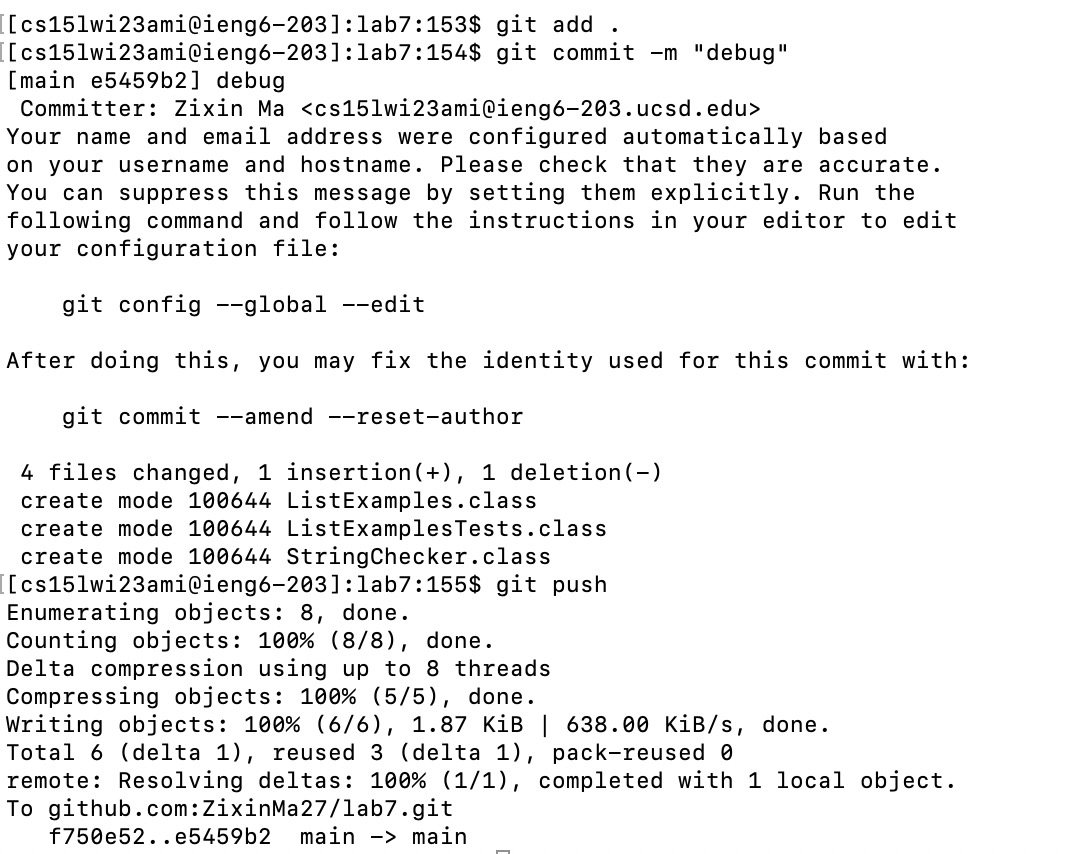 [[cs15lwi23ami@ieng6-203]:lab7:153$ git add .
[[cs15lwi23ami@ieng6-203]:lab7:154$ git commit -m "debug"
[main e5459b2] debug
 Committer: Zixin Ma <cs15lwi23ami@ieng6-203.ucsd.edu>
Your name and email address were configured automatically based
on your username and hostname. Please check that they are accurate.
You can suppress this message by setting them explicitly. Run the
following command and follow the instructions in your editor to edit
your configuration file:

    git config --global --edit

After doing this, you may fix the identity used for this commit with:

    git commit --amend --reset-author

 4 files changed, 1 insertion(+), 1 deletion(-)
 create mode 100644 ListExamples.class
 create mode 100644 ListExamplesTests.class
 create mode 100644 StringChecker.class
[[cs15lwi23ami@ieng6-203]:lab7:155$ git push
Enumerating objects: 8, done.
Counting objects: 100% (8/8), done.
Delta compression using up to 8 threads
Compressing objects: 100% (5/5), done.
Writing objects: 100% (6/6), 1.87 KiB | 638.00 KiB/s, done.
Total 6 (delta 1), reused 3 (delta 1), pack-reused 0
remote: Resolving deltas: 100% (1/1), completed with 1 local object.
To github.com:ZixinMa27/lab7.git
   f750e52..e5459b2  main -> main